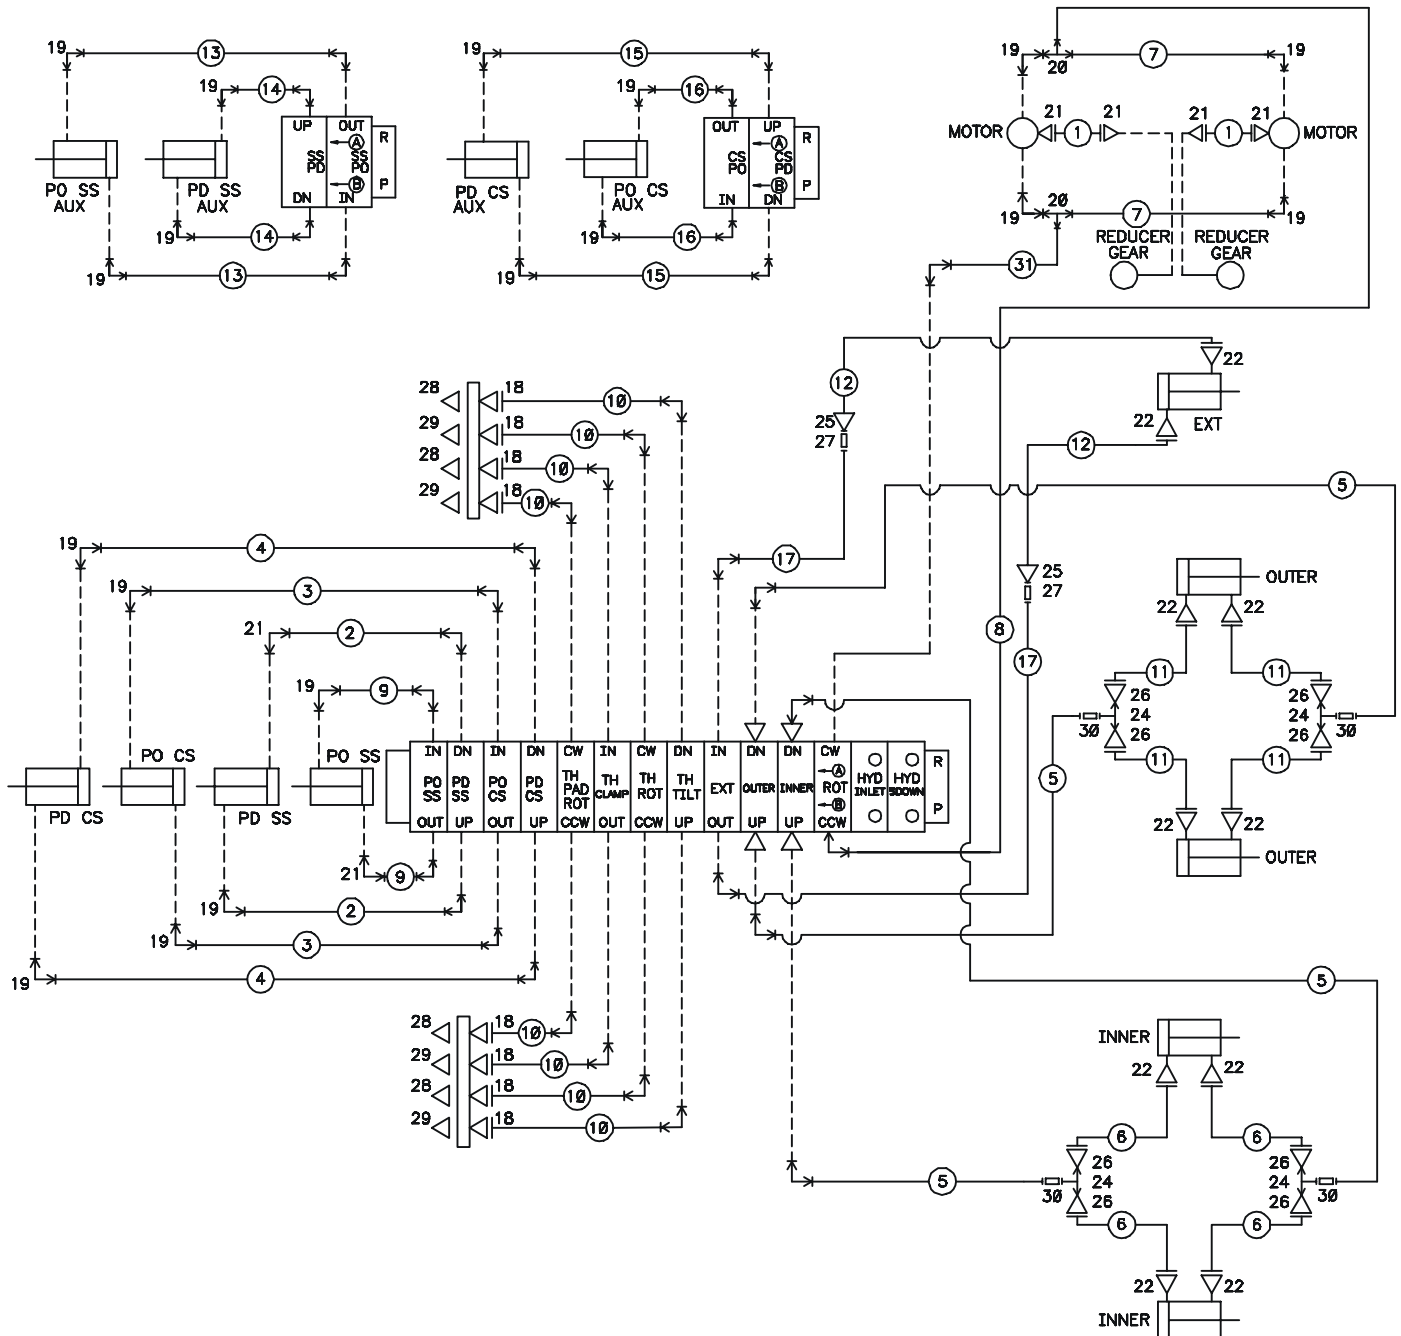 19 13
19 14
UP OUT
A R
SS PD SS PO
B P
DN IN
PO SS AUX
PD SS AUX
19 14
19 13
19 15
19 16
OUT UP
A R
CS PO CS PD
B P
IN DN
PD CS AUX
PO CS AUX
19 16
19 15
19 20 7 19
21 21 21 21
MOTOR 1 1 MOTOR
19 20 7 19
REDUCER GEAR
REDUCER GEAR
31
12 22
25
27
22 EXT
12
28 18 10
29 18 10
28 18 10
29 18 10
5
17
25
27
8
17
19 4
19 3
21 2
19 9
OUTER
22 22
11 11
26 26
24 24
26 26
30 30
11 11
22 22
OUTER
5
PD CS
PO CS
PD SS
PO SS
IN DN IN DN CW IN CW DN IN DN DN CW
PO SS
PD SS
PO CS
PD CS
TH PAD ROT
TH CLAMP
TH ROT
TH TILT
EXT
OUTER
INNER
A
ROT
B
HYD INLET
HYD SDOWN
R
P
OUT UP OUT UP CCW OUT CCW UP OUT UP UP CCW
21 9
19 2
19 3
19 4
28 18 10
29 18 10
28 18 10
29 18 10
5
INNER
22 22
6 6
26 26
24 24
26 26
5 30 30
6 6
22 22
INNER